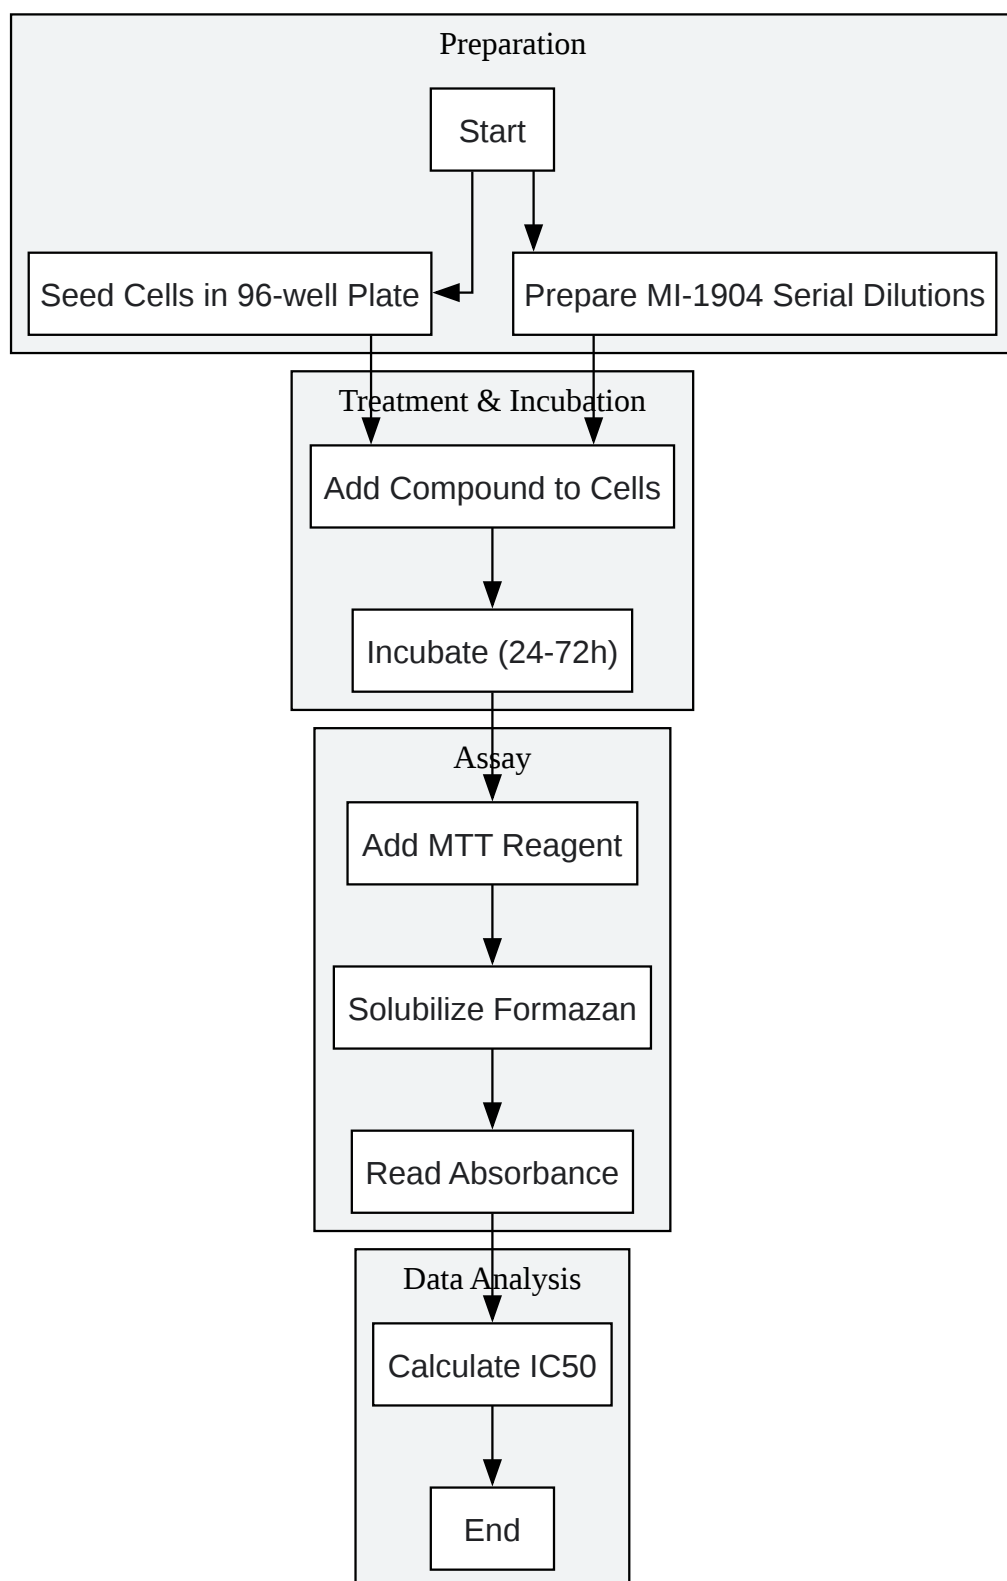 Preparation
Start
Seed Cells in 96-well Plate
Prepare MI-1904 Serial Dilutions
Treatment & Incubation
Add Compound to Cells
Incubate (24-72h)
Assay
Add MTT Reagent
Solubilize Formazan
Read Absorbance
Data Analysis
Calculate IC50
End